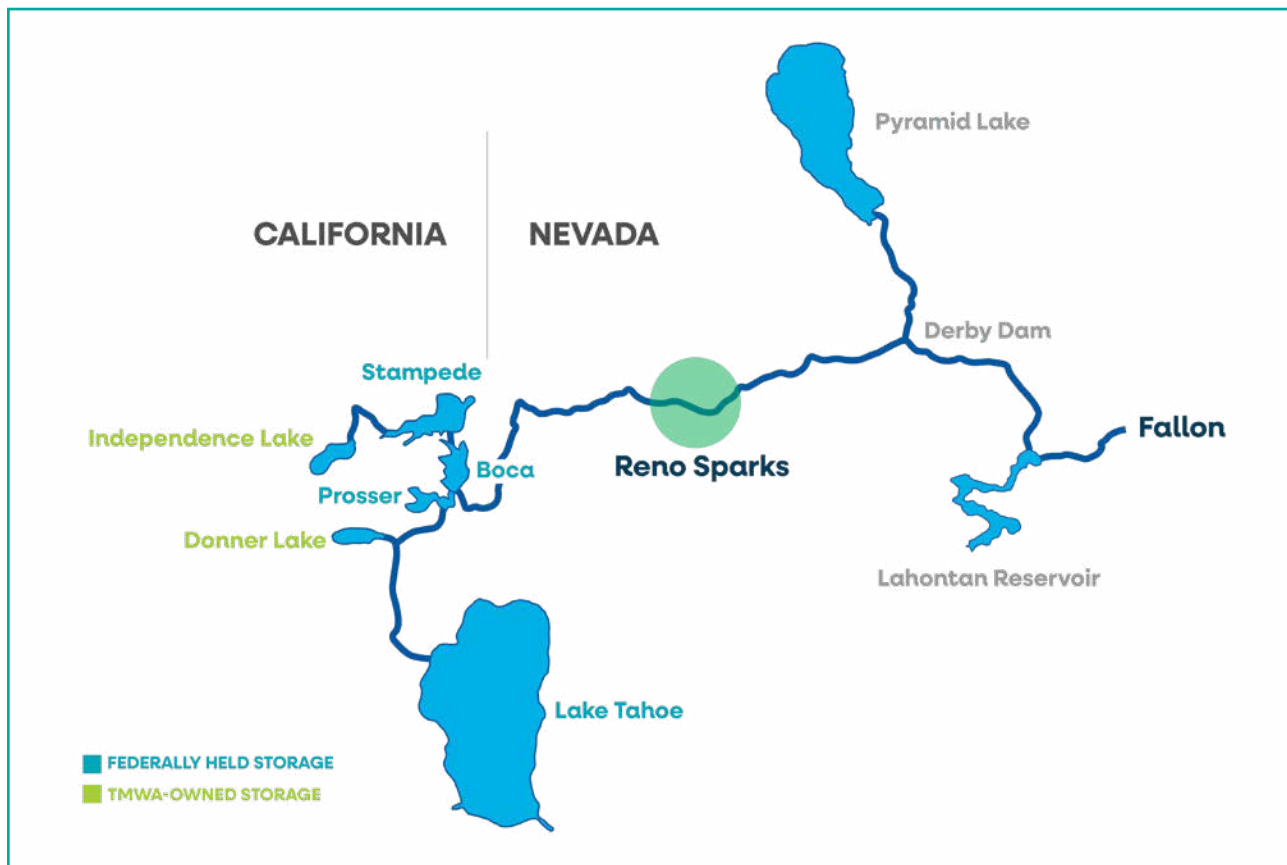 Pyramid Lake
CALIFORNIA
NEVADA
Derby Dam
Stampede
Independence Lake
Fallon
Reno Sparks
Boca
Prosser
Donner Lake
Lahontan Reservoir
Lake Tahoe
FEDERALLY HELD STORAGE
TMWA-OWNED STORAGE